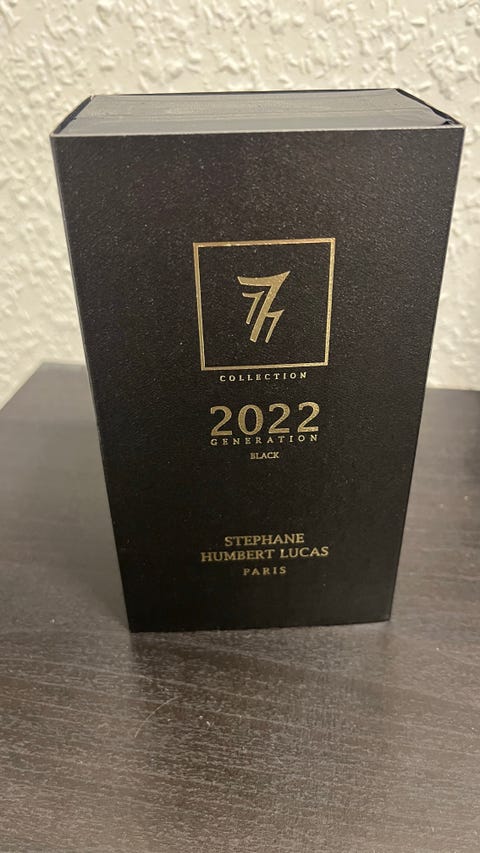 777
COLLECTION
2022
GENERATION
BLACK
STEPHANE
HUMBERT LUCAS
PARIS